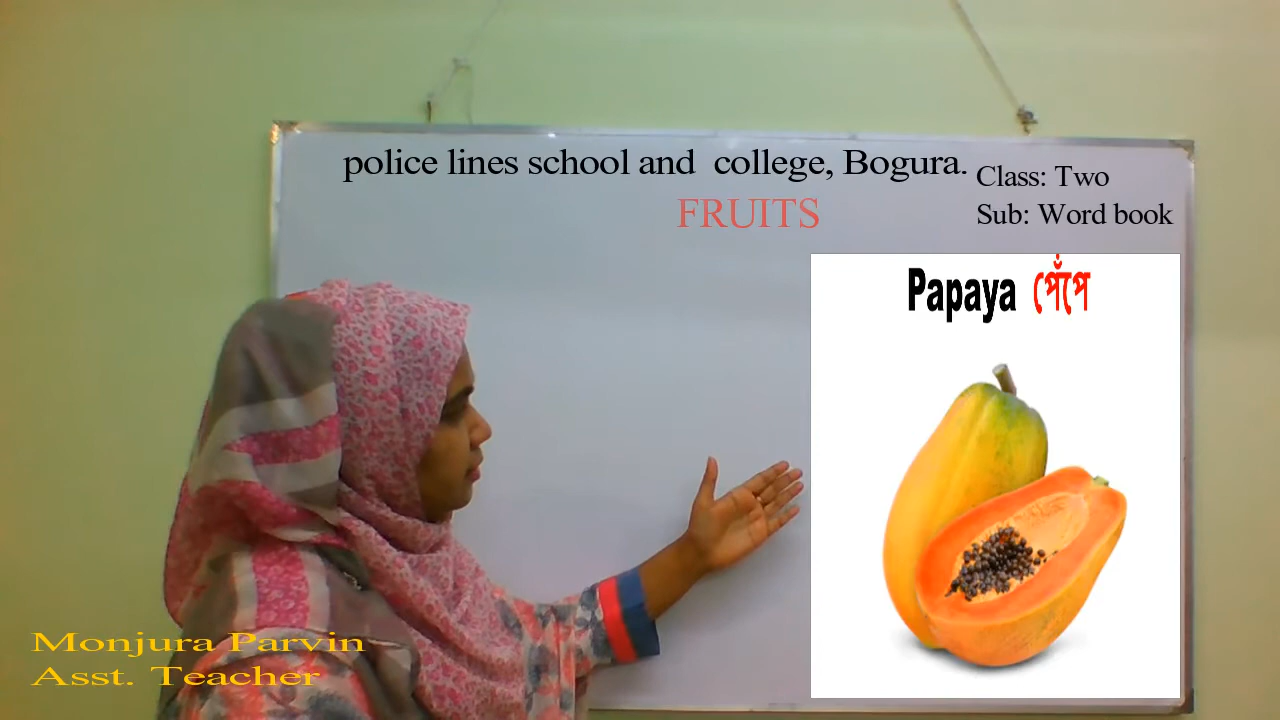 police lines school and college, Bogura.
Class: Two
FRUITS
Sub: Word book
Papaya পেঁপে
Monjura Parvin
Asst. Teacher